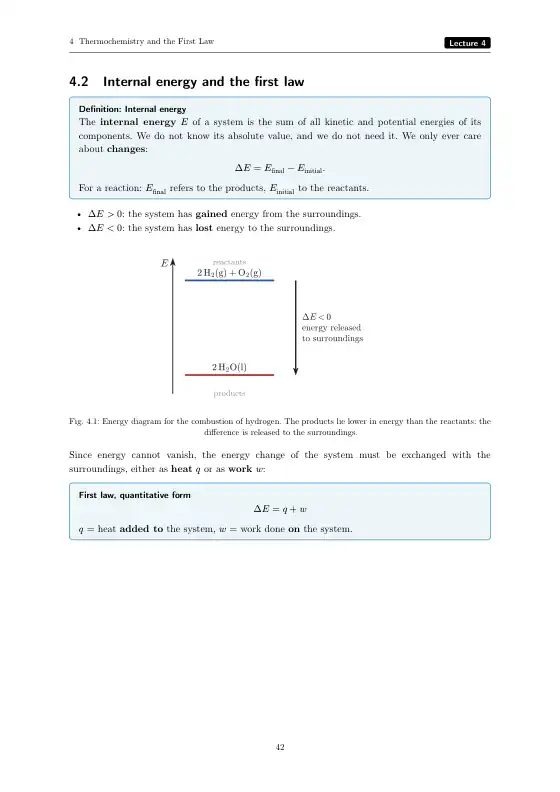 4 Thermochemistry and the First Law
Lecture 4
4.2 Internal energy and the first law
Definition: Internal energy
The internal energy E of a system is the sum of all kinetic and potential energies of its
components. We do not know its absolute value, and we do not need it. We only ever care
about changes:
ΔE = E_final − E_initial.
For a reaction: E_final refers to the products, E_initial to the reactants.
• ΔE > 0: the system has gained energy from the surroundings.
• ΔE < 0: the system has lost energy to the surroundings.
E
reactants
2 H₂(g) + O₂(g)
ΔE < 0
energy released
to surroundings
2 H₂O(l)
products
Fig. 4.1: Energy diagram for the combustion of hydrogen. The products lie lower in energy than the reactants: the
difference is released to the surroundings.
Since energy cannot vanish, the energy change of the system must be exchanged with the
surroundings, either as heat q or as work w:
First law, quantitative form
ΔE = q + w
q = heat added to the system, w = work done on the system.
42